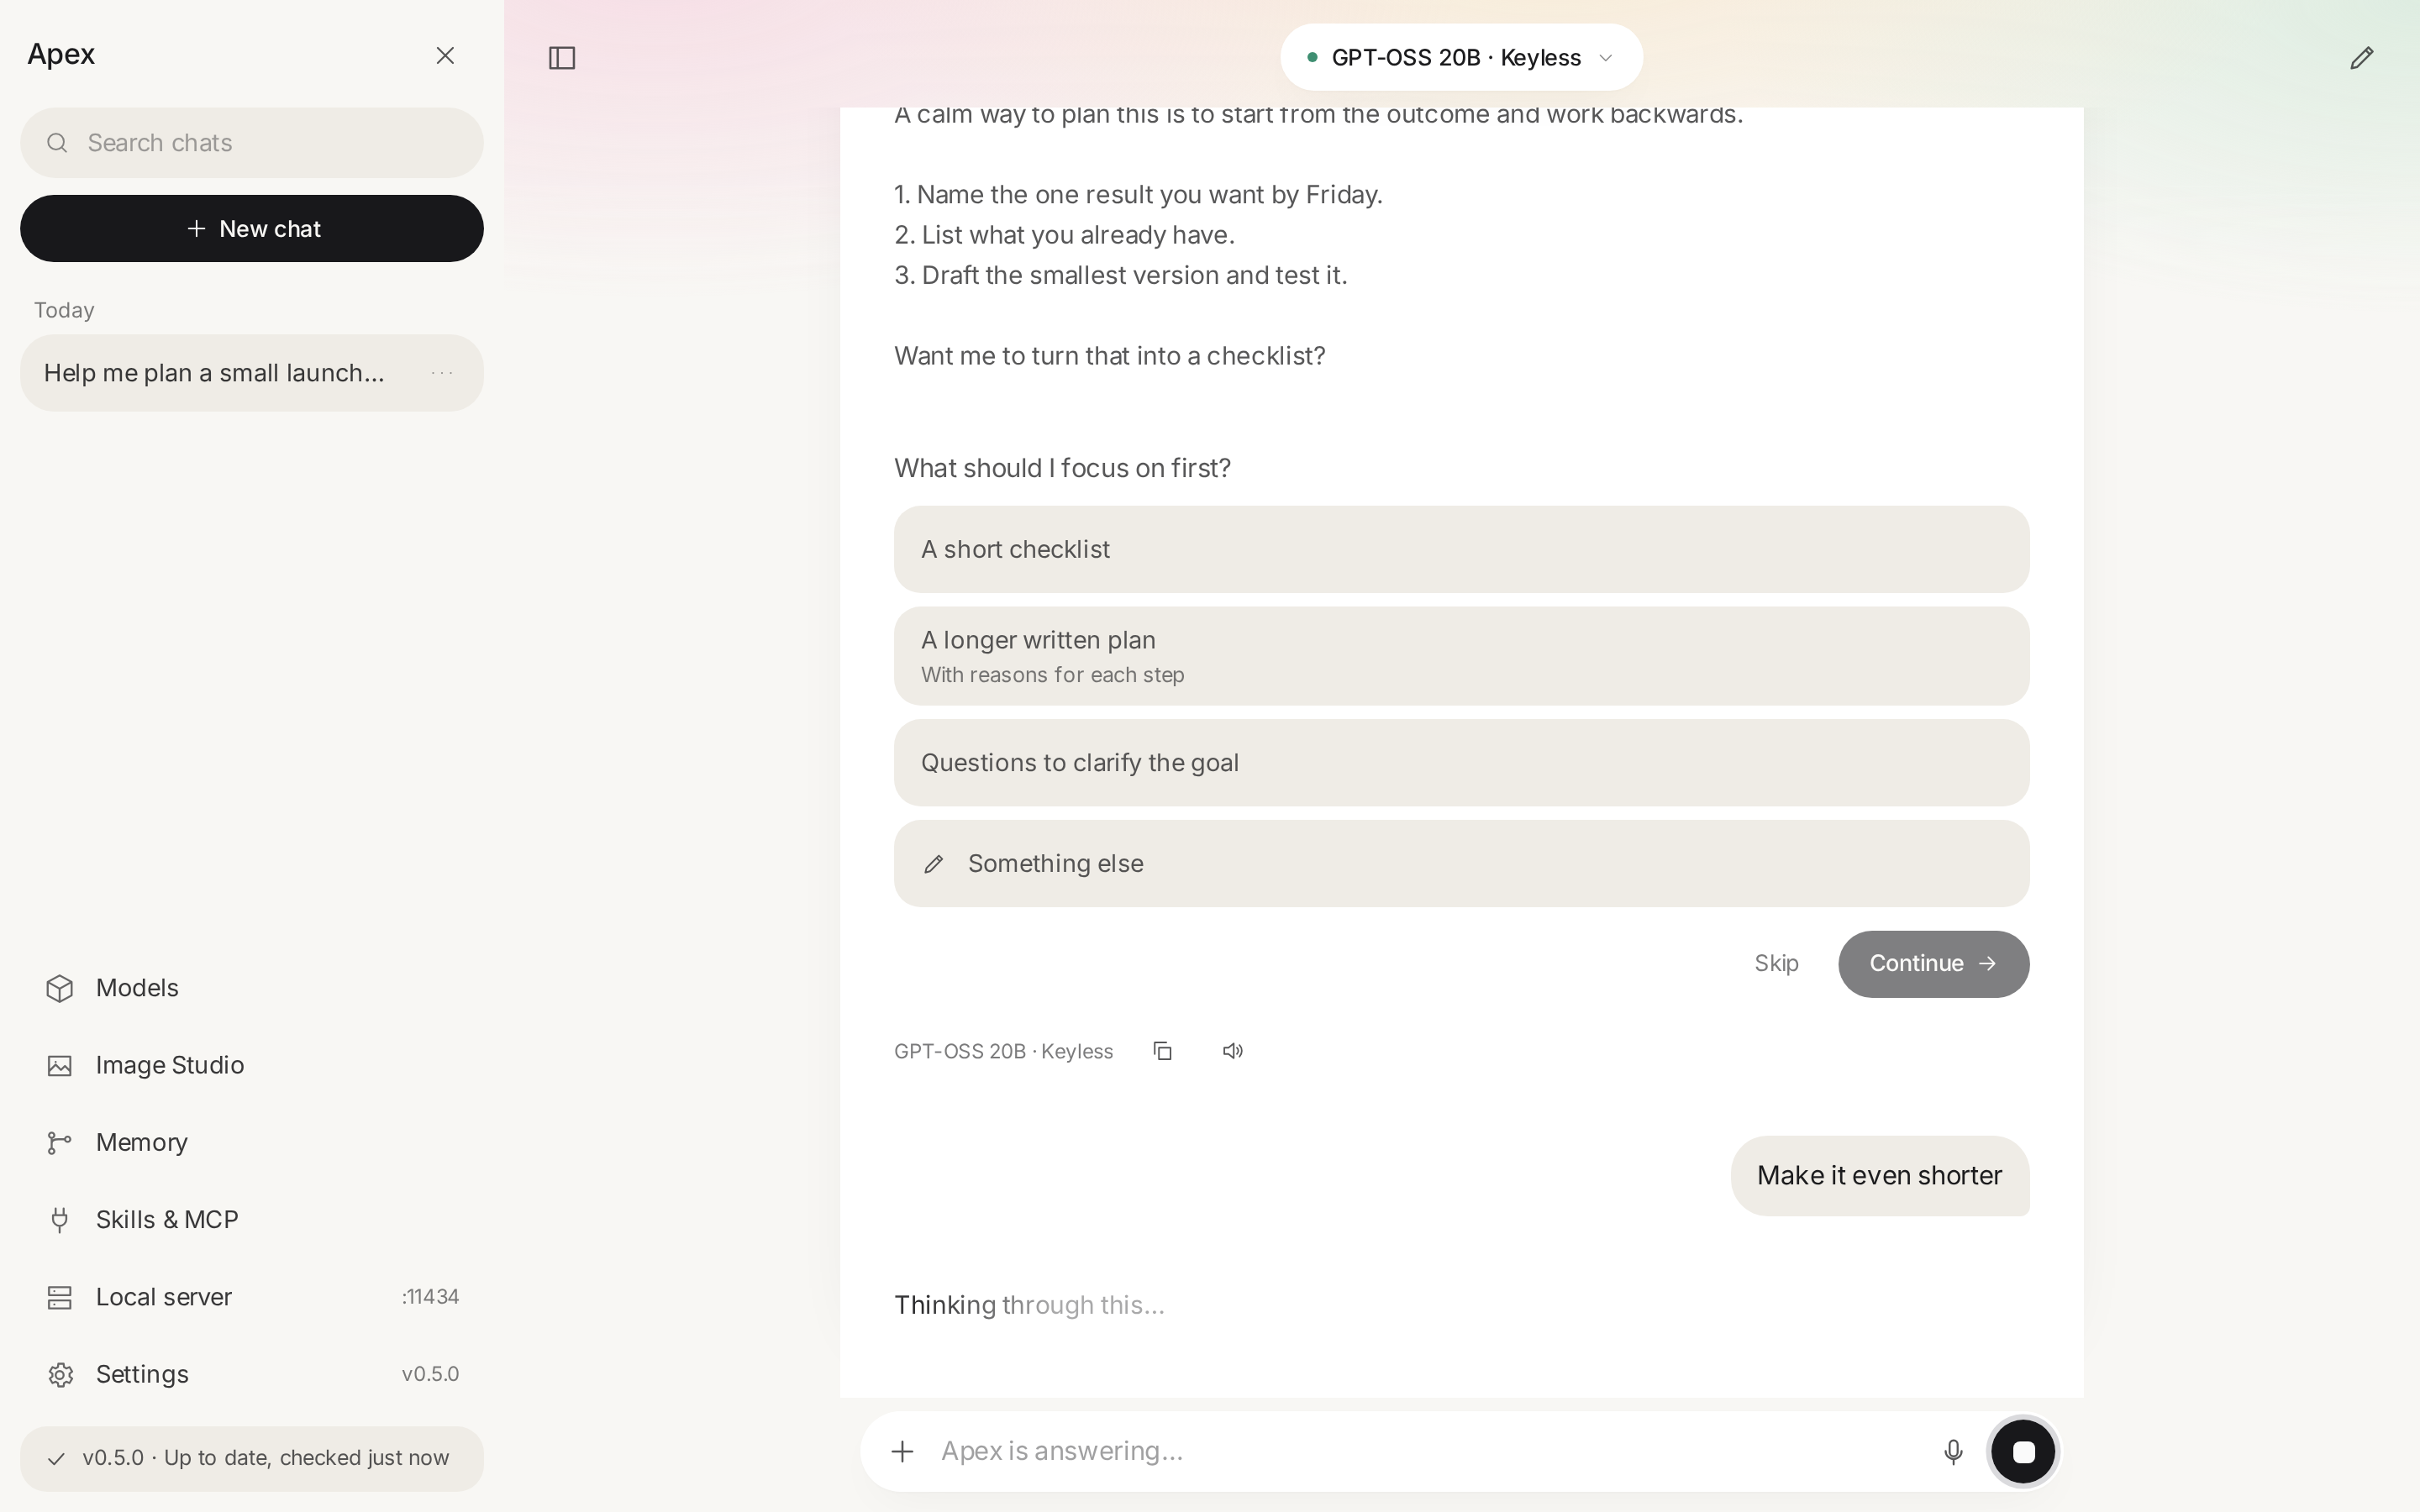 Apex
Search chats
New chat
Today
Help me plan a small launch...
Models
Image Studio
Memory
Skills & MCP
Local server :11434
Settings v0.5.0
v0.5.0 · Up to date, checked just now
GPT-OSS 20B · Keyless
A calm way to plan this is to start from the outcome and work backwards.
1. Name the one result you want by Friday.
2. List what you already have.
3. Draft the smallest version and test it.
Want me to turn that into a checklist?
What should I focus on first?
A short checklist
A longer written plan
With reasons for each step
Questions to clarify the goal
Something else
Skip Continue
GPT-OSS 20B · Keyless
Make it even shorter
Thinking through this...
Apex is answering...